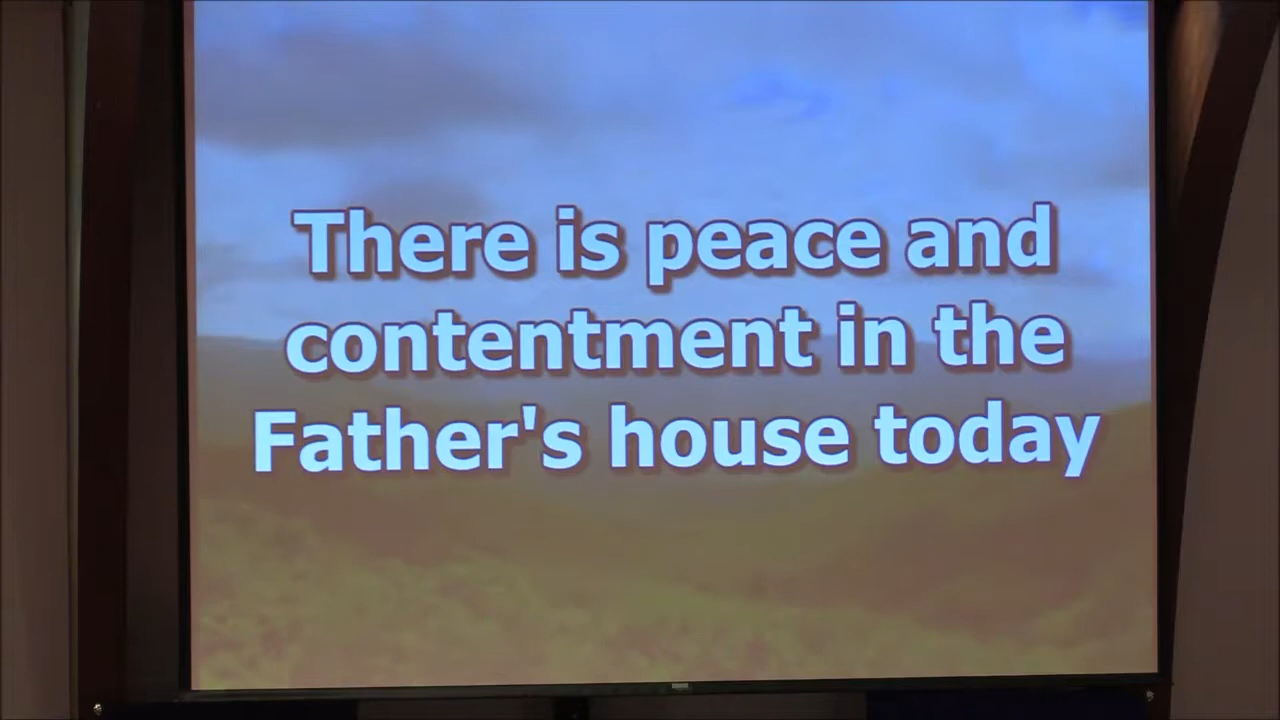 There is peace and
contentment in the
Father's house today